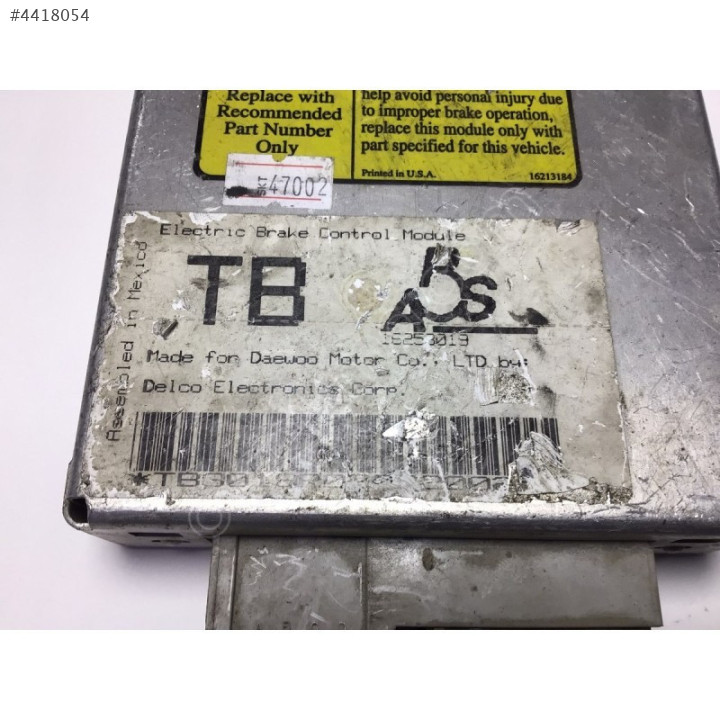 #4418054
Replace with
Recommended
Part Number
Only
help avoid personal injury due
to improper brake operation,
replace this module only with
part specified for this vehicle.
Printed in U.S.A.
16213184
SKT
47002
Electric Brake Control Module
Assembled in Mexico
TB
ABS
16253019
Made for Daewoo Motor Co., LTD by:
Delco Electronics Corp.